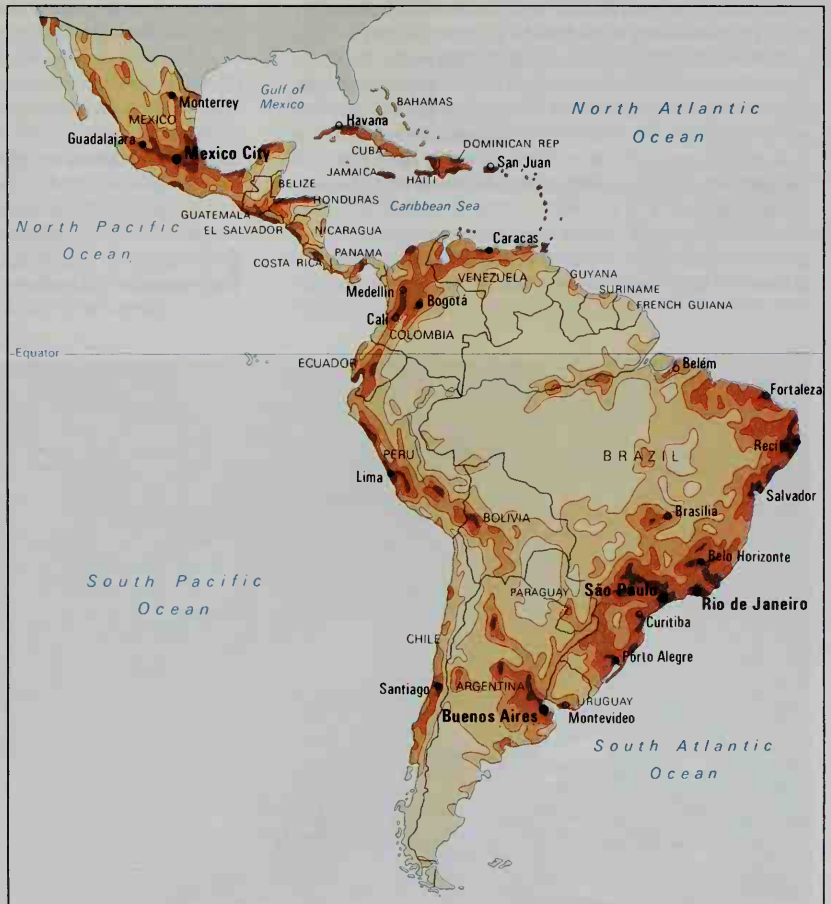 Gulf of
Mexico
BAHAMAS
North Atlantic
Ocean
Monterrey
MEXICO
Havana
Guadalajara
Mexico City
CUBA
DOMINICAN REP
San Juan
JAMAICA
HAITI
BELIZE
HONDURAS
Caribbean Sea
GUATEMALA
EL SALVADOR
NICARAGUA
North Pacific
Ocean
COSTA RICA
PANAMA
Caracas
VENEZUELA
GUYANA
SURINAME
FRENCH GUIANA
Medellín
Bogotá
Cali
COLOMBIA
Equator
ECUADOR
Belém
Fortaleza
PERU
BRAZIL
Lima
Salvador
BOLIVIA
Brasília
Belo Horizonte
South Pacific
Ocean
PARAGUAY
São Paulo
Rio de Janeiro
Curitiba
CHILE
Porto Alegre
Santiago
ARGENTINA
URUGUAY
Buenos Aires
Montevideo
South Atlantic
Ocean